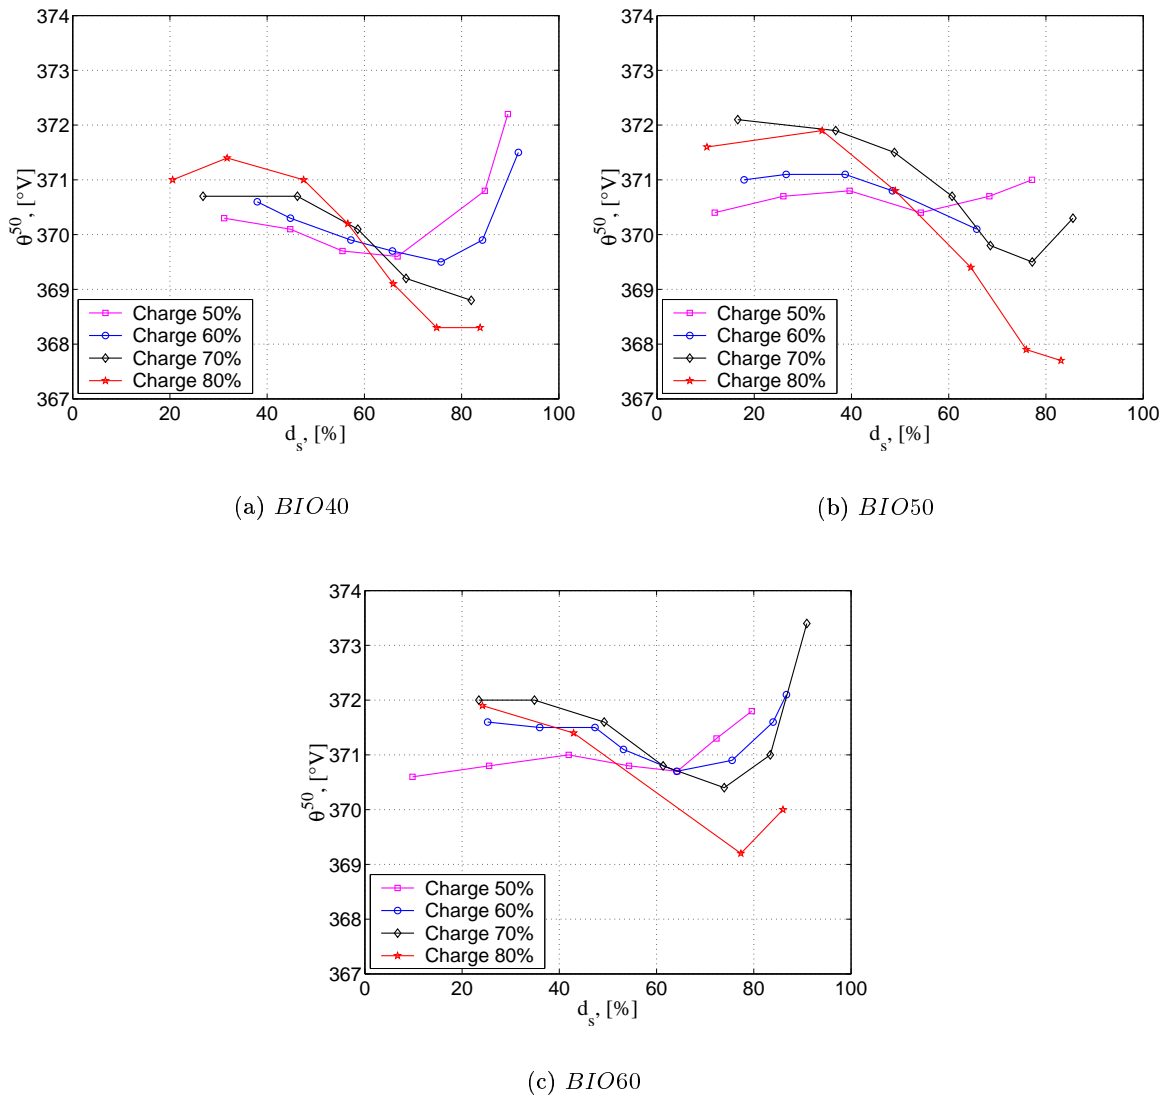 374
373
372
371
370
369
368
367
θ⁵⁰, [°V]
Charge 50%
Charge 60%
Charge 70%
Charge 80%
0 20 40 60 80 100
dₛ, [%]
(a) BIO40
374
373
372
371
370
369
368
367
θ⁵⁰, [°V]
Charge 50%
Charge 60%
Charge 70%
Charge 80%
0 20 40 60 80 100
dₛ, [%]
(b) BIO50
374
373
372
371
370
369
368
367
θ⁵⁰, [°V]
Charge 50%
Charge 60%
Charge 70%
Charge 80%
0 20 40 60 80 100
dₛ, [%]
(c) BIO60